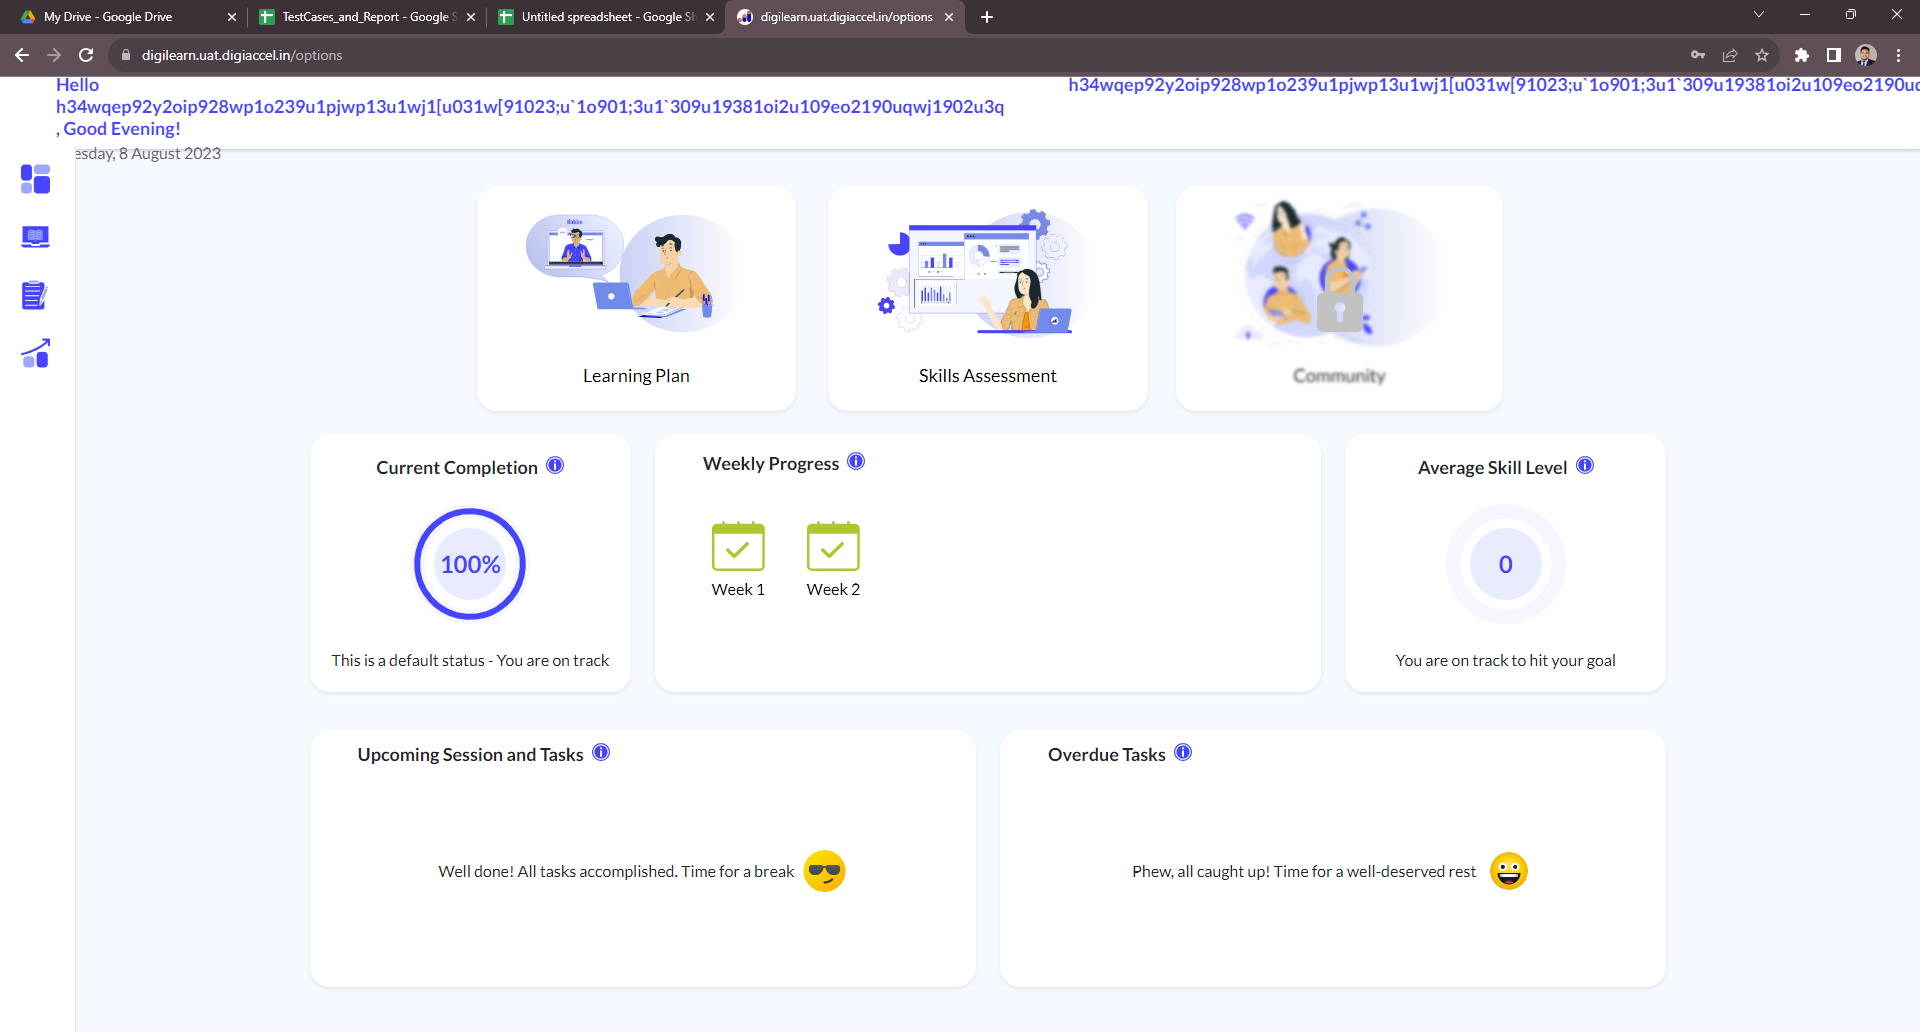 My Drive - Google Drive
TestCases_and_Report - Google S
Untitled spreadsheet - Google Sh
digilearn.uat.digiaccel.in/options
digilearn.uat.digiaccel.in/options
Hello
h34wqep92y2oip928wp1o239u1pjwp13u1wj1[u031w[91023;u`1o901;3u1`309u19381oi2u109eo2190uqwj1902u3q
, Good Evening!
h34wqep92y2oip928wp1o239u1pjwp13u1wj1[u031w[91023;u`1o901;3u1`309u19381oi2u109eo2190uq
esday, 8 August 2023
Learning Plan
Skills Assessment
Community
Current Completion
100%
This is a default status - You are on track
Weekly Progress
Week 1
Week 2
Average Skill Level
0
You are on track to hit your goal
Upcoming Session and Tasks
Well done! All tasks accomplished. Time for a break
Overdue Tasks
Phew, all caught up! Time for a well-deserved rest